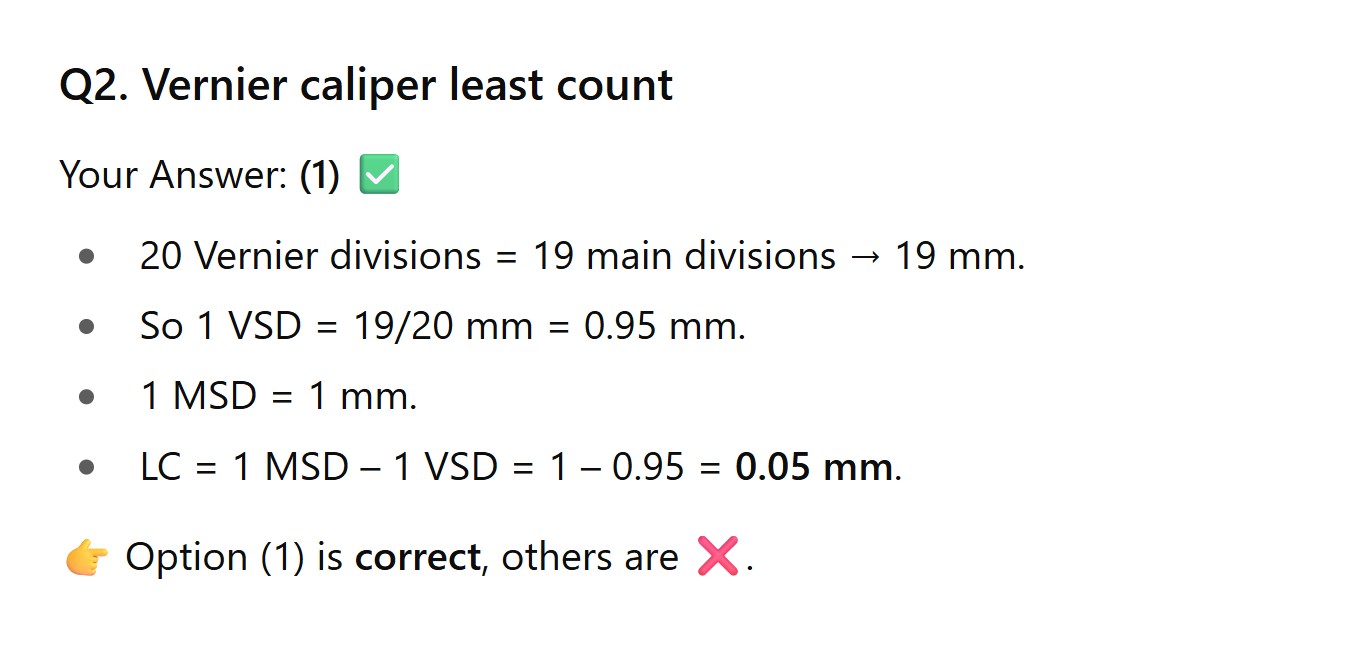 Q2. Vernier caliper least count
Your Answer: (1) ✅
• 20 Vernier divisions = 19 main divisions → 19 mm.
• So 1 VSD = 19/20 mm = 0.95 mm.
• 1 MSD = 1 mm.
• LC = 1 MSD – 1 VSD = 1 – 0.95 = 0.05 mm.
👉 Option (1) is correct, others are ❌.